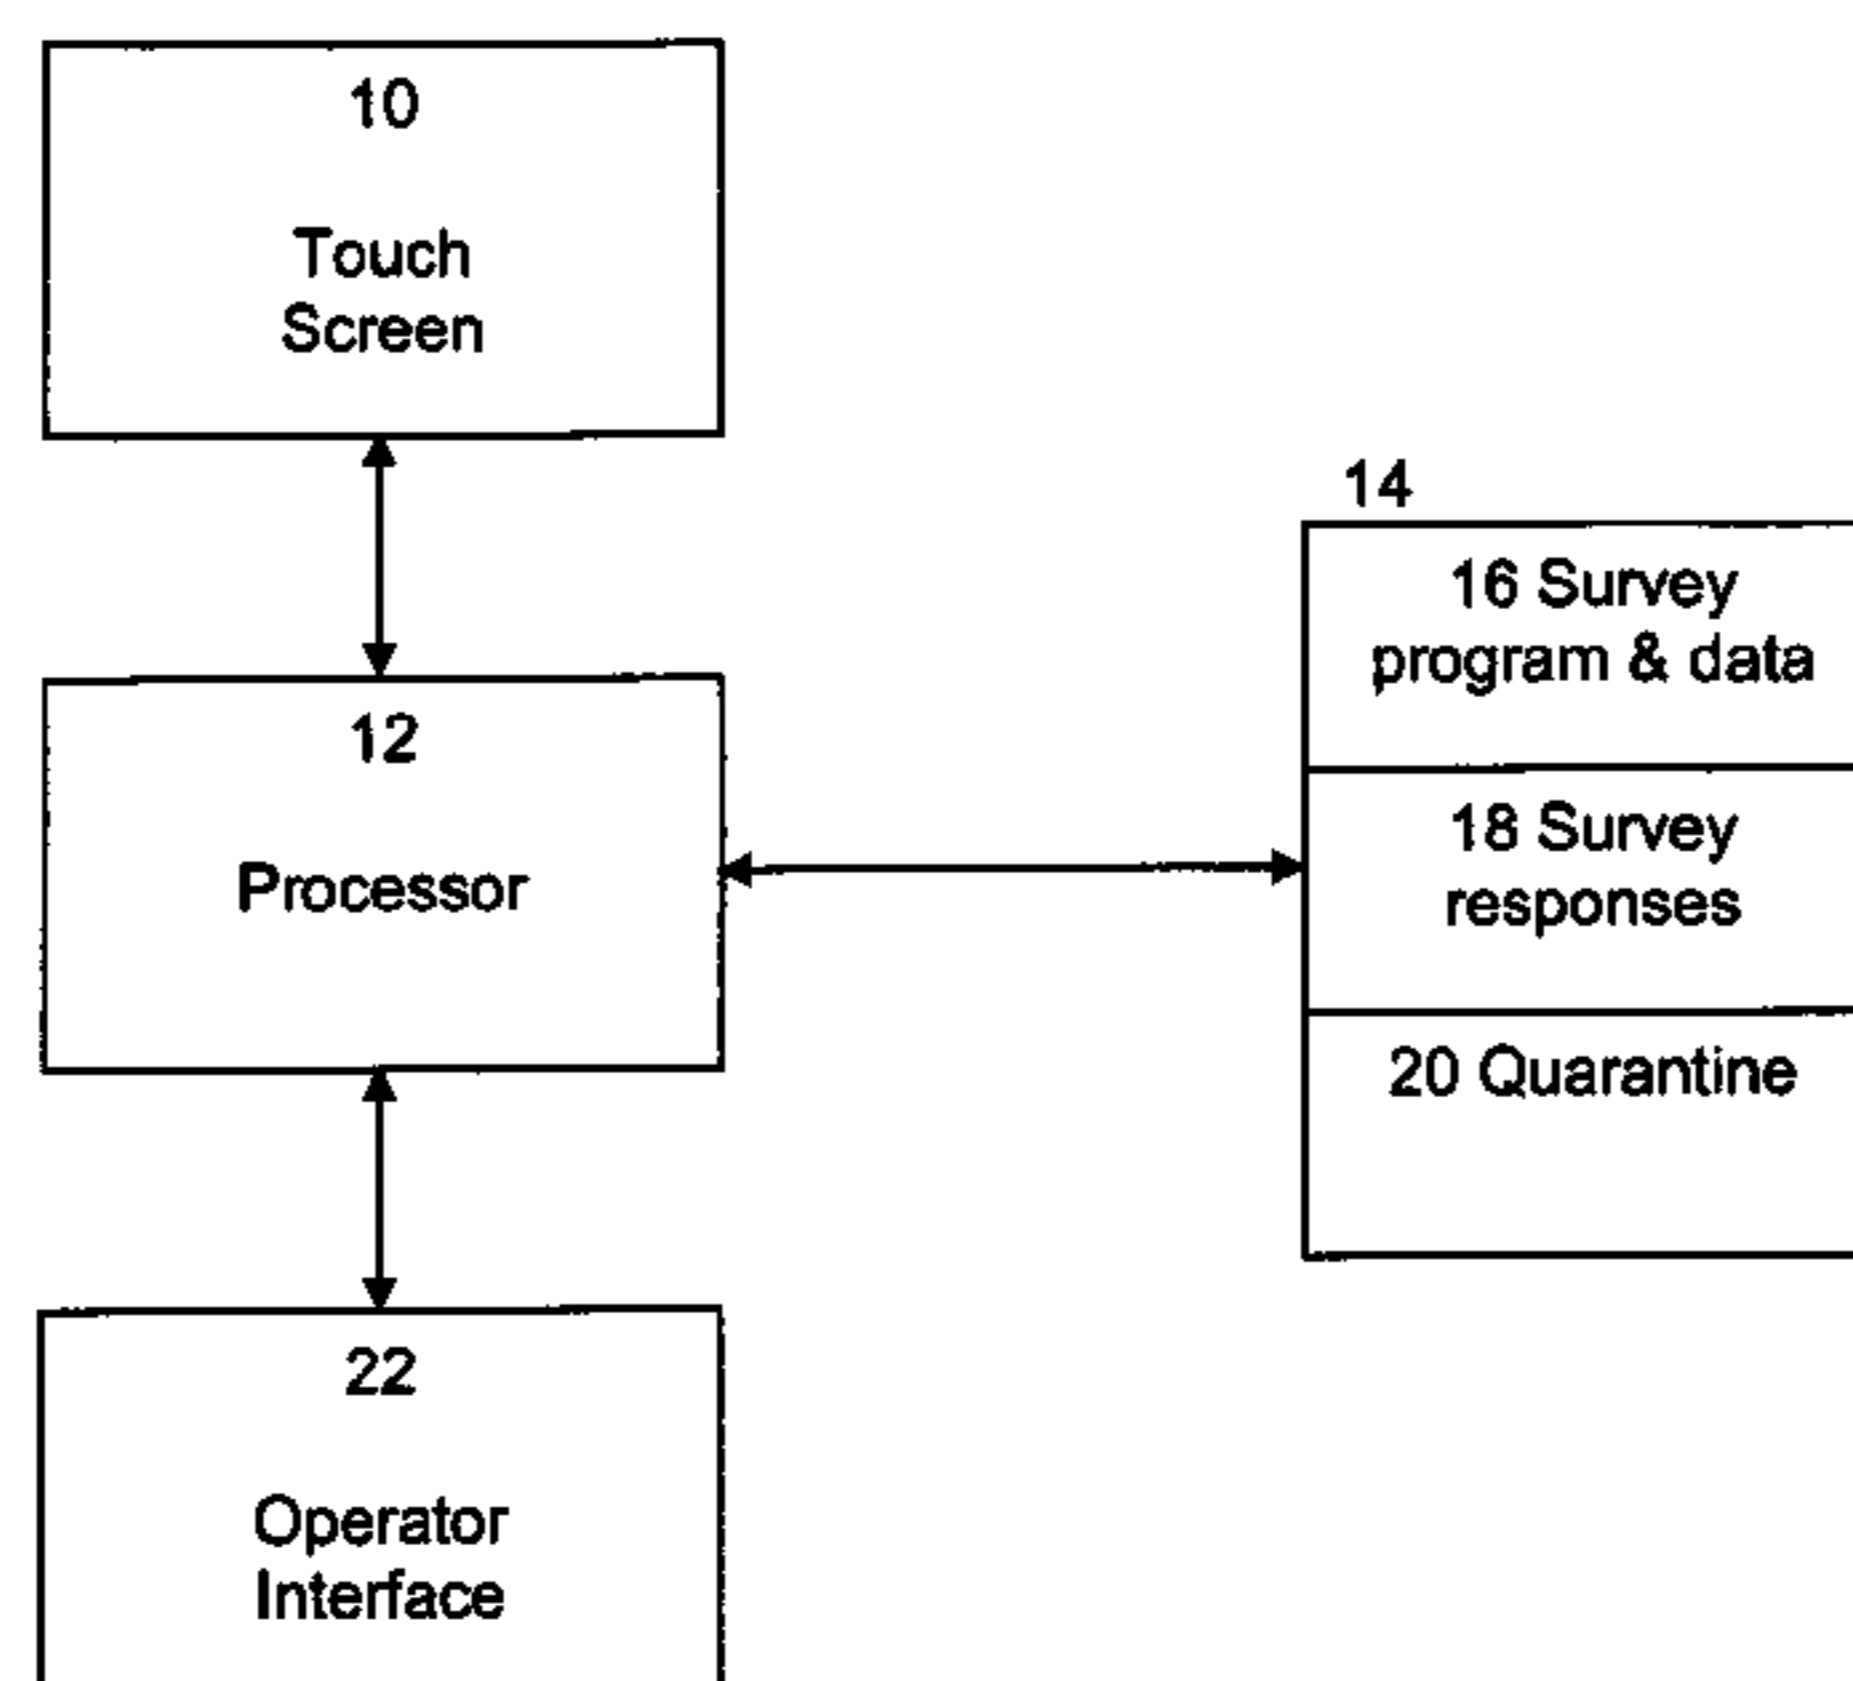 10
Touch
Screen
14
16 Survey
program & data
12
Processor
18 Survey
responses
20 Quarantine
22
Operator
Interface